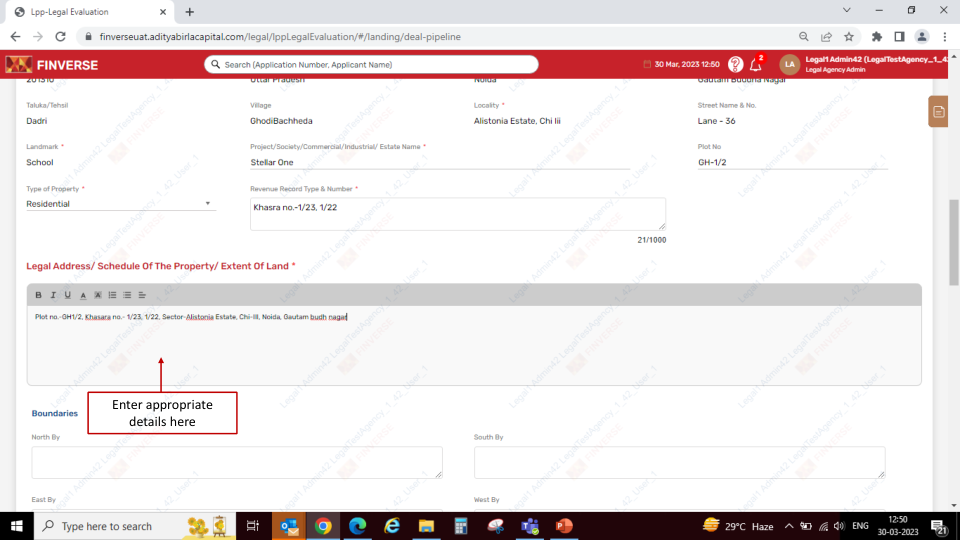 Lpp-Legal Evaluation
finverseuat.adityabirlacapital.com/legal/lppLegalEvaluation/#/landing/deal-pipeline
FINVERSE
Search (Application Number, Applicant Name)
30 Mar, 2023 12:50
2
LA
Legal1 Admin42 (LegalTestAgency_1_4
Legal Agency Admin
201310 Uttar Pradesh Noida Gautam Buddha Nagar
Taluka/Tehsil Village Locality * Street Name & No.
Dadri GhodiBachheda Alistonia Estate, Chi Iii Lane - 36
Landmark * Project/Society/Commercial/Industrial/ Estate Name * Plot No
School Stellar One GH-1/2
Type of Property * Revenue Record Type & Number *
Residential Khasra no.-1/23, 1/22
21/1000
Legal Address/ Schedule Of The Property/ Extent Of Land *
B I U A A
Plot no.-GH1/2, Khasara no.- 1/23, 1/22, Sector-Alistonia Estate, Chi-III, Noida, Gautam budh nagar
Enter appropriate
details here
Boundaries
North By South By
East By West By
Type here to search
29°C Haze
ENG
12:50
30-03-2023
21